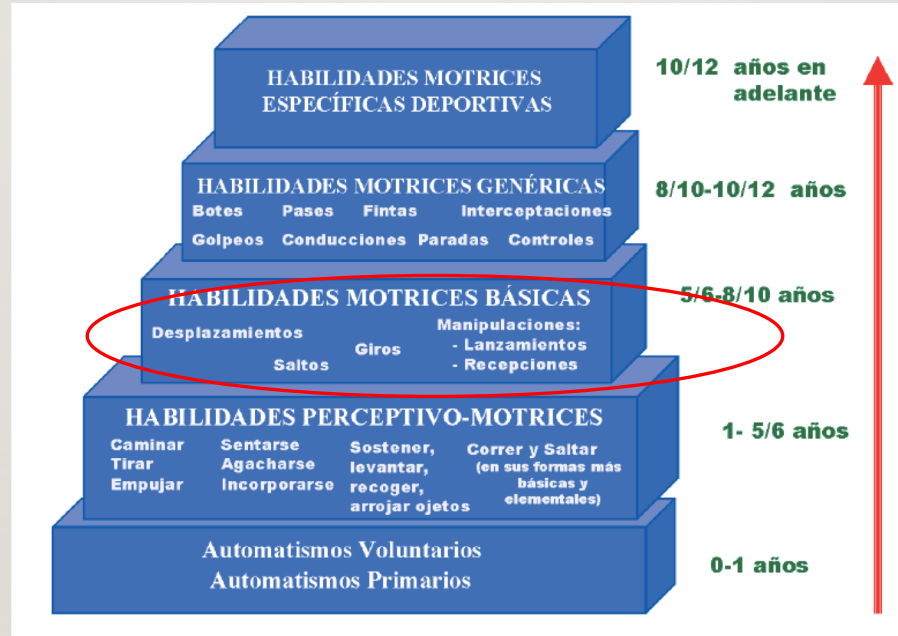 HABILIDADES MOTRICES
ESPECÍFICAS DEPORTIVAS
10/12 años en
adelante
HABILIDADES MOTRICES GENÉRICAS
Botes Pases Fintas Interceptaciones
Golpeos Conducciones Paradas Controles
8/10-10/12 años
HABILIDADES MOTRICES BÁSICAS
Desplazamientos
Saltos
Giros
Manipulaciones:
- Lanzamientos
- Recepciones
5/6-8/10 años
HABILIDADES PERCEPTIVO-MOTRICES
Caminar
Tirar
Empujar
Sentarse
Agacharse
Incorporarse
Sostener,
levantar,
recoger,
arrojar ojetos
Correr y Saltar
(en sus formas más
básicas y
elementales)
1- 5/6 años
Automatismos Voluntarios
Automatismos Primarios
0-1 años